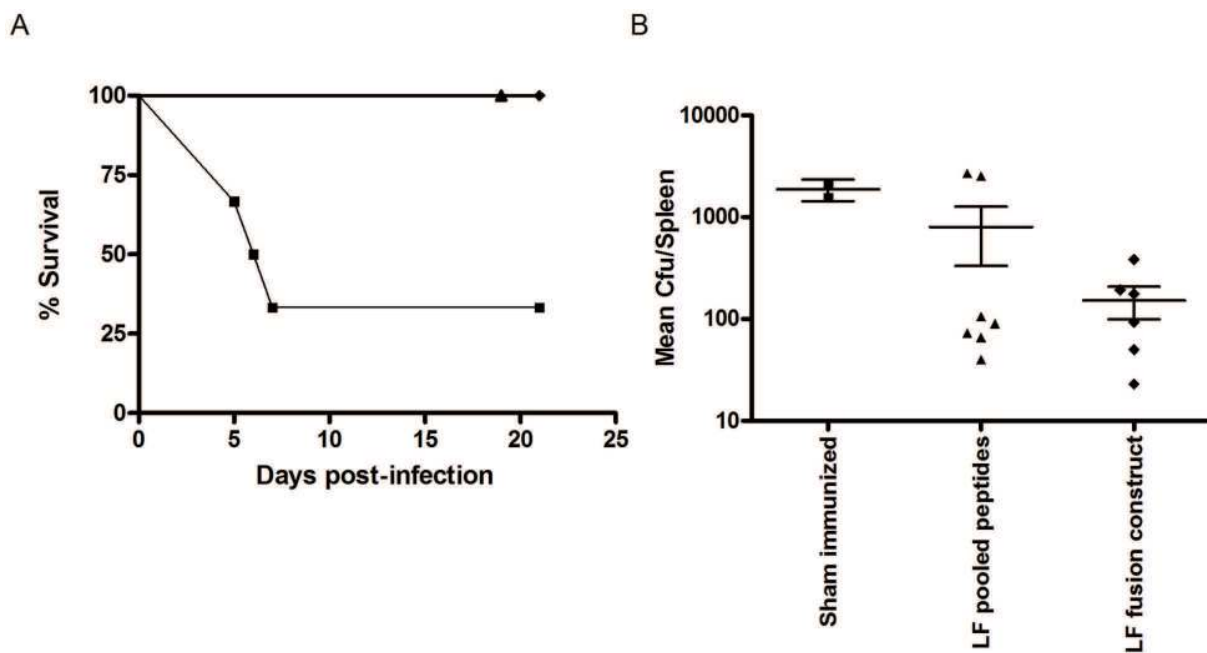 A
% Survival
100
75
50
25
0
0 5 10 15 20 25
Days post-infection
B
Mean Cfu/Spleen
10000
1000
100
10
Sham immunized
LF pooled peptides
LF fusion construct